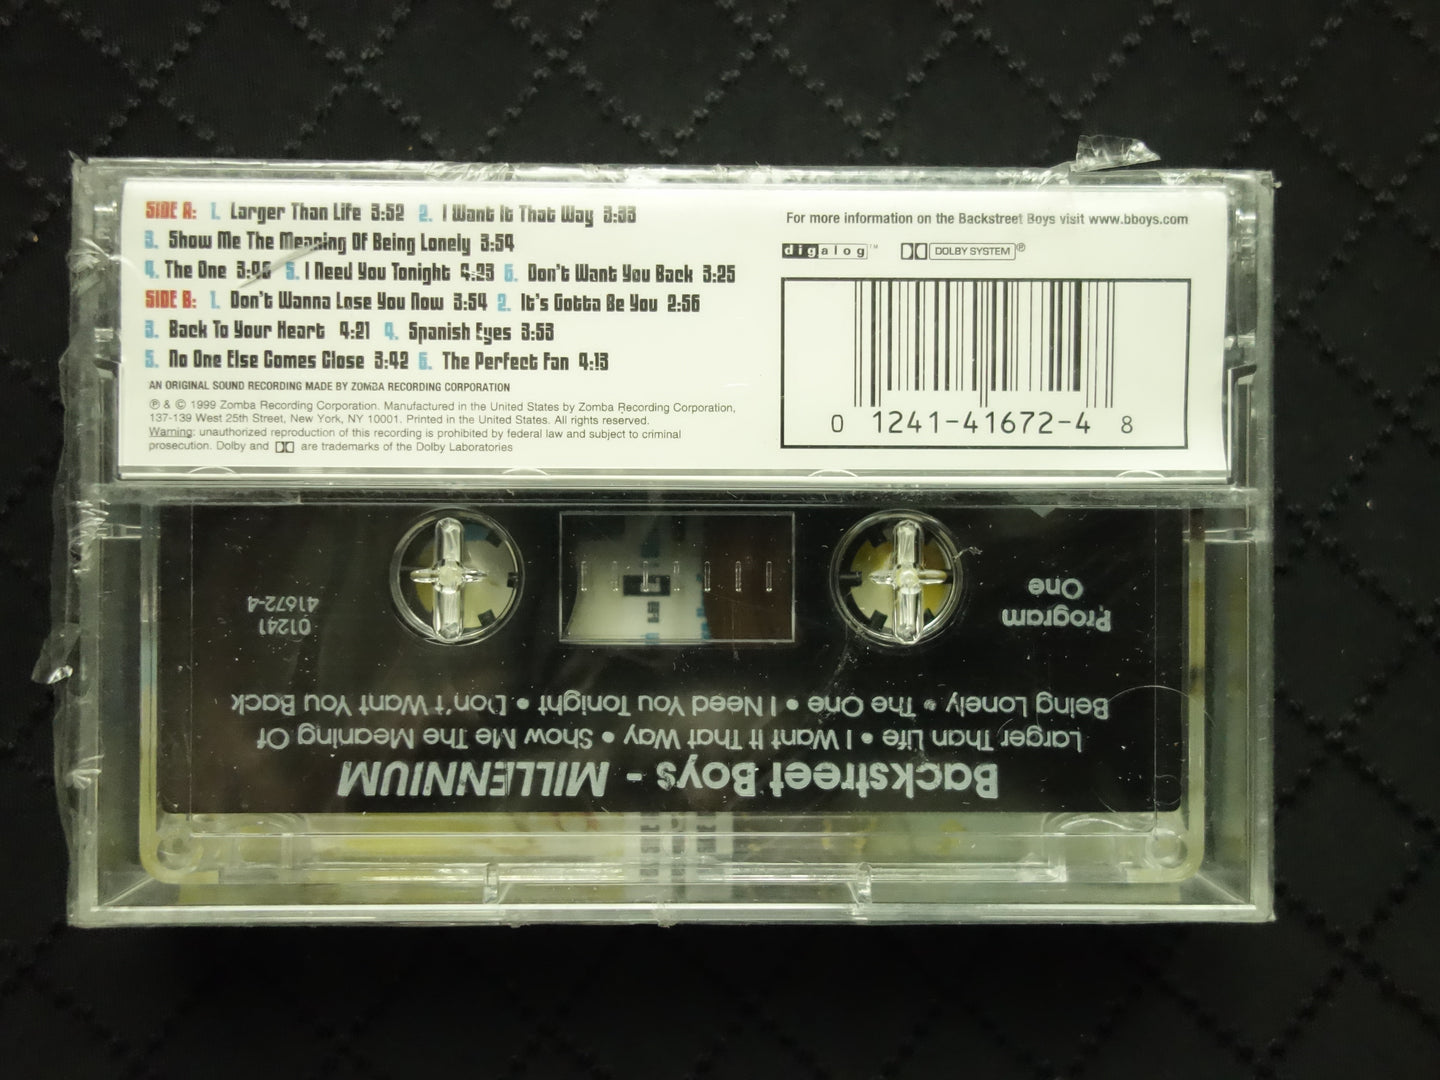 SIDE A: 1. Larger Than Life 3:52 2. I Want It That Way 3:33
3. Show Me The Meaning Of Being Lonely 3:54
4. The One 3:46 5. I Need You Tonight 4:23 6. Don't Want You Back 3:25
SIDE B: 1. Don't Wanna Lose You Now 3:54 2. It's Gotta Be You 2:56
3. Back To Your Heart 4:21 4. Spanish Eyes 3:53
5. No One Else Comes Close 3:42 6. The Perfect Fan 4:13
AN ORIGINAL SOUND RECORDING MADE BY ZOMBA RECORDING CORPORATION
℗ & © 1999 Zomba Recording Corporation. Manufactured in the United States by Zomba Recording Corporation,
137-139 West 25th Street, New York, NY 10001. Printed in the United States. All rights reserved.
Warning: unauthorized reproduction of this recording is prohibited by federal law and subject to criminal
prosecution. Dolby and are trademarks of the Dolby Laboratories
For more information on the Backstreet Boys visit www.bboys.com
digalog™ DOLBY SYSTEM®
0 1241-41672-4 8
Backstreet Boys - MILLENNIUM
Larger Than Life • I Want It That Way • Show Me The Meaning Of
Being Lonely • The One • I Need You Tonight • Don't Want You Back
Program
One
01241
41672-4